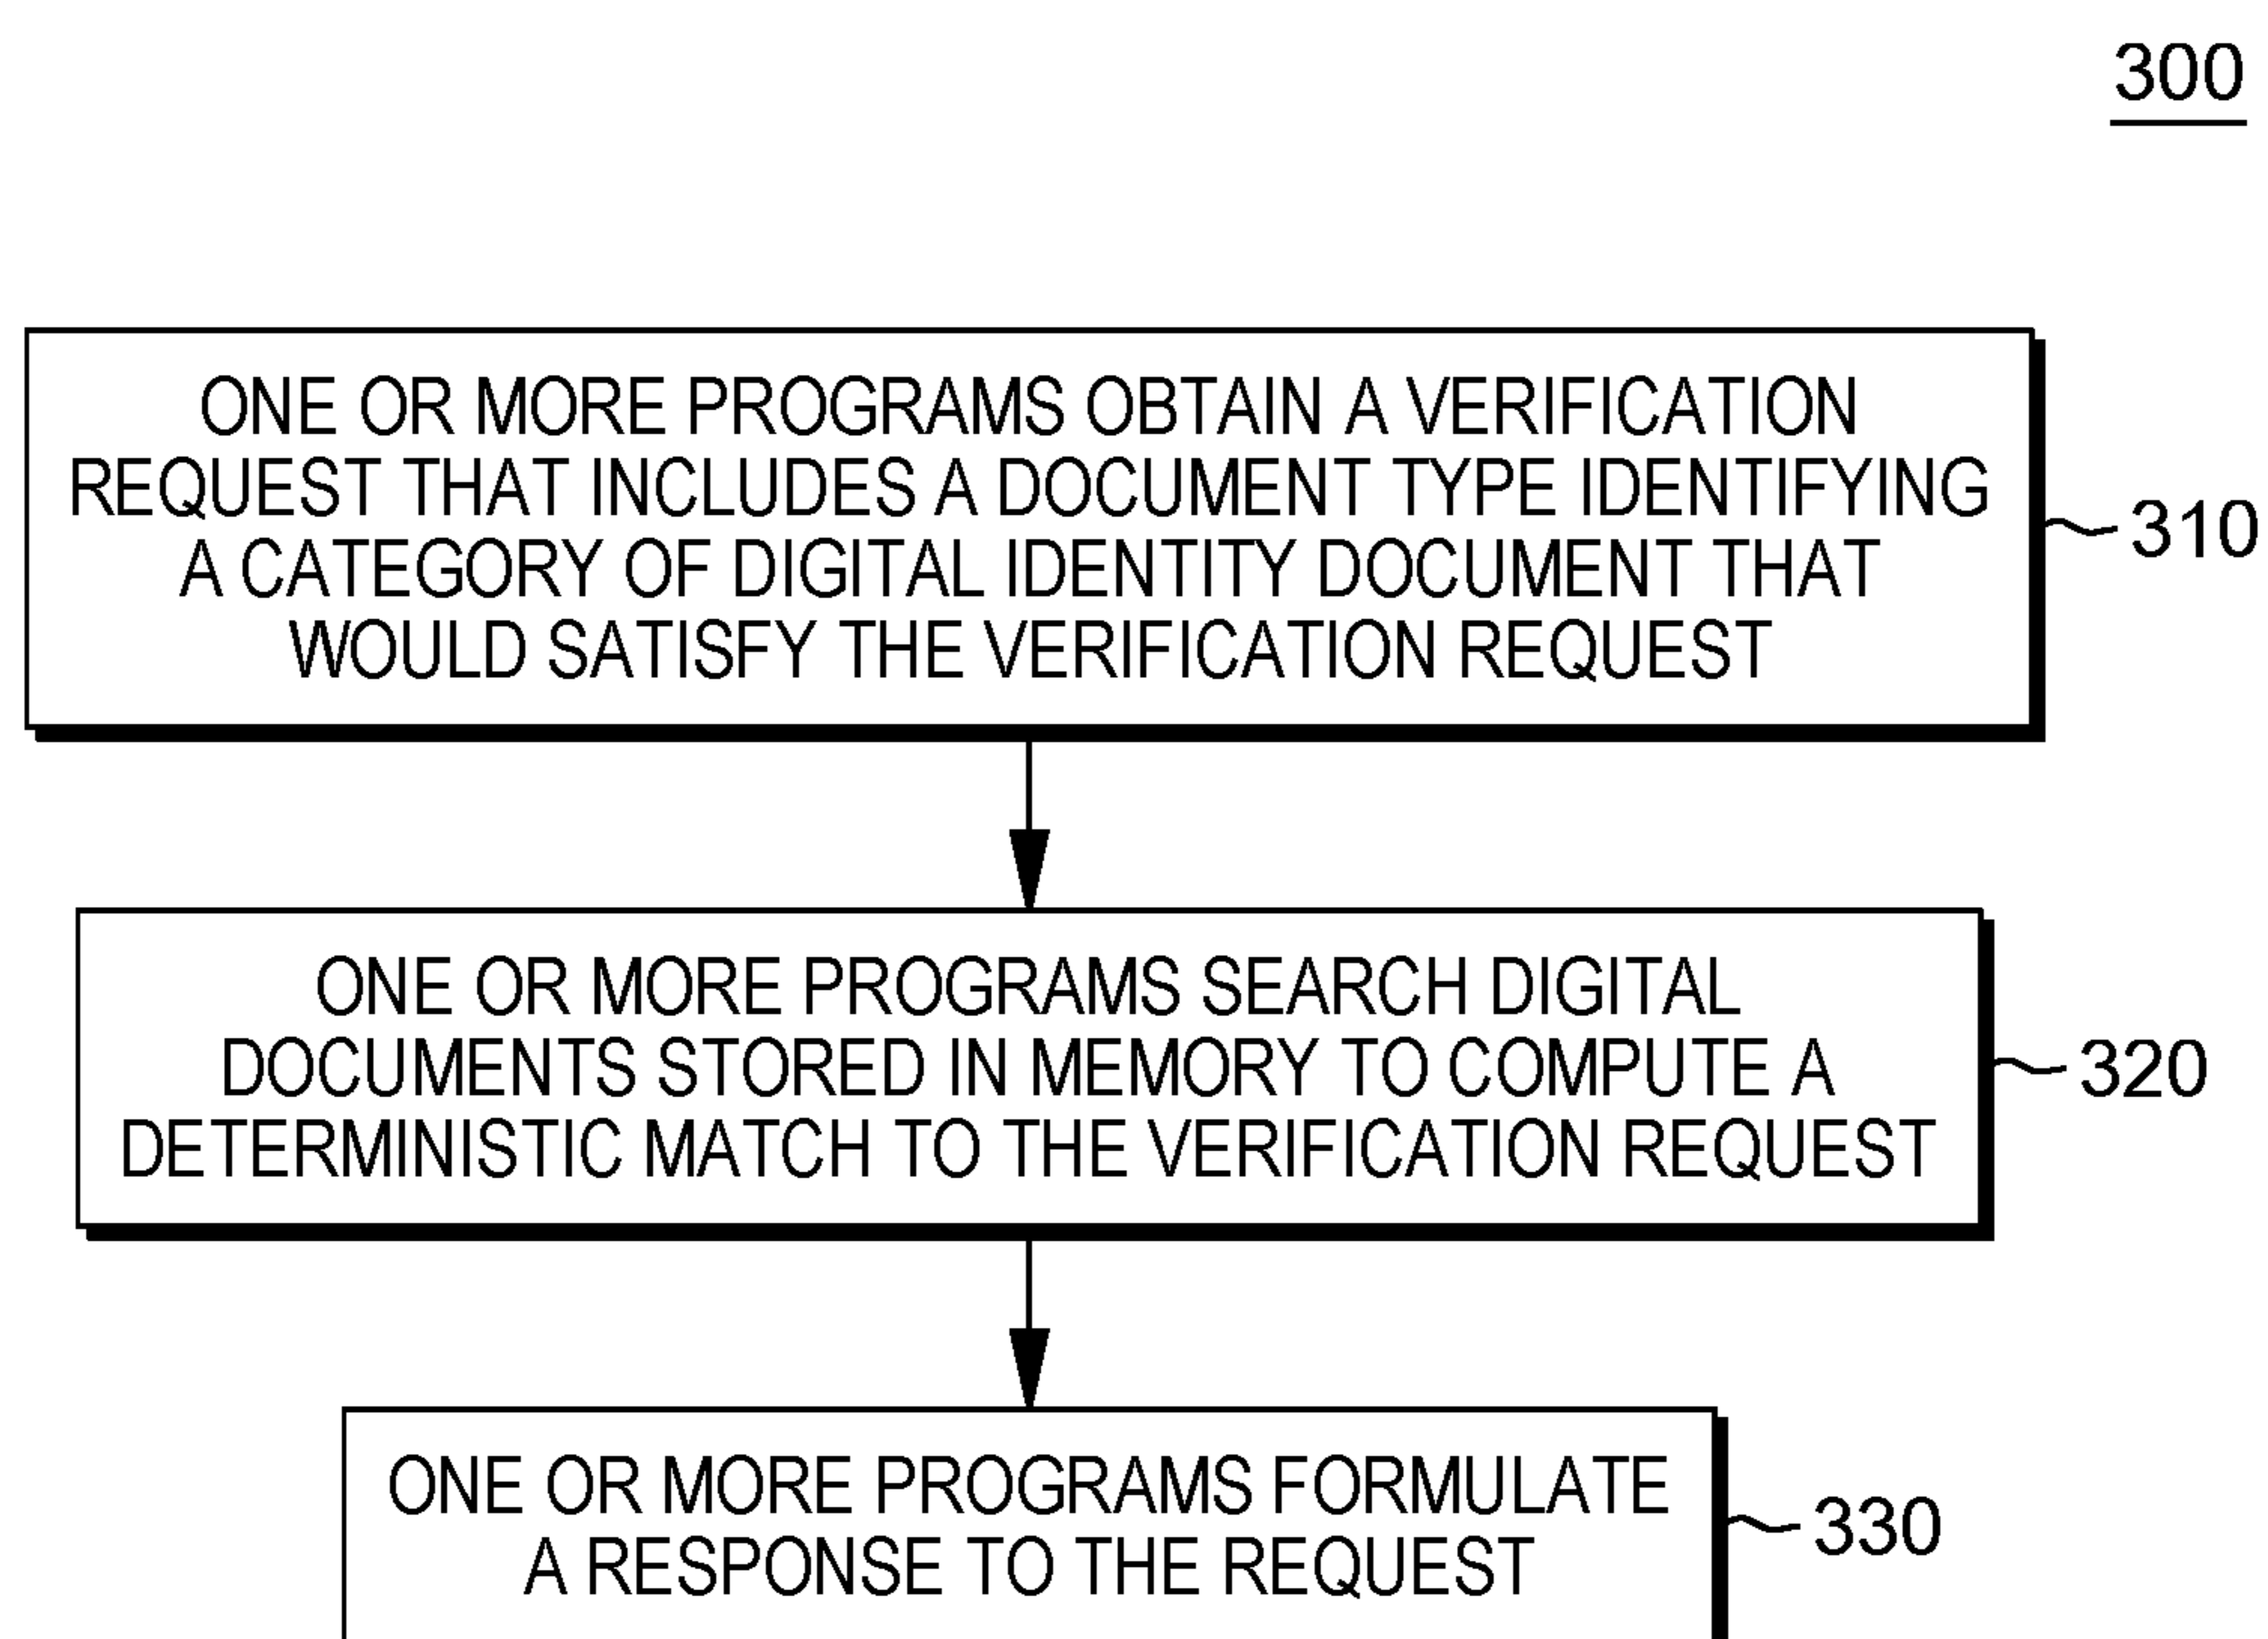 300
ONE OR MORE PROGRAMS OBTAIN A VERIFICATION
REQUEST THAT INCLUDES A DOCUMENT TYPE IDENTIFYING
A CATEGORY OF DIGITAL IDENTITY DOCUMENT THAT
WOULD SATISFY THE VERIFICATION REQUEST
310
ONE OR MORE PROGRAMS SEARCH DIGITAL
DOCUMENTS STORED IN MEMORY TO COMPUTE A
DETERMINISTIC MATCH TO THE VERIFICATION REQUEST
320
ONE OR MORE PROGRAMS FORMULATE
A RESPONSE TO THE REQUEST
330